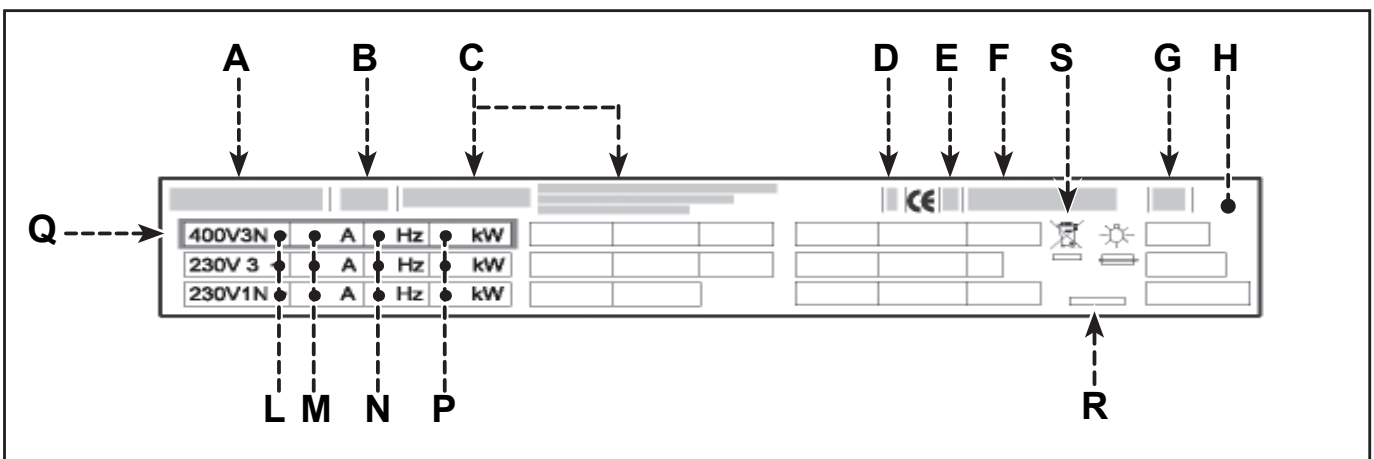 A B C D E F S G H
CE
Q 400V3N A Hz kW
230V 3 A Hz kW
230V1N A Hz kW
L M N P R